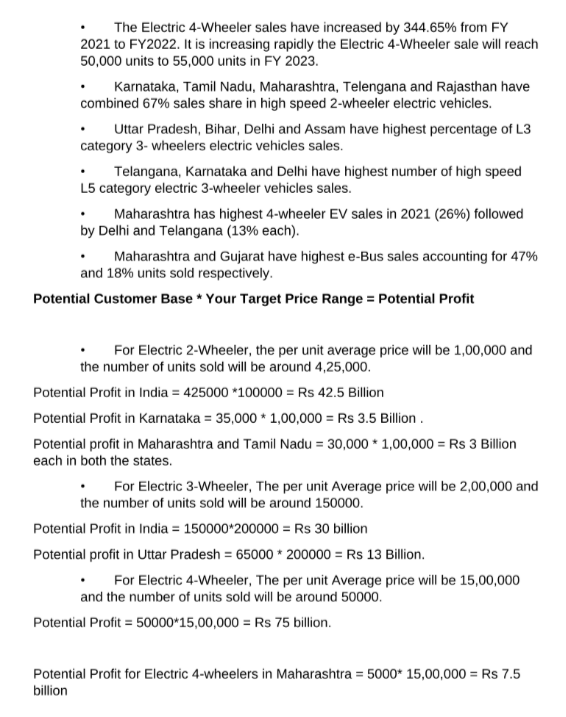 • The Electric 4-Wheeler sales have increased by 344.65% from FY
2021 to FY2022. It is increasing rapidly the Electric 4-Wheeler sale will reach
50,000 units to 55,000 units in FY 2023.
• Karnataka, Tamil Nadu, Maharashtra, Telengana and Rajasthan have
combined 67% sales share in high speed 2-wheeler electric vehicles.
• Uttar Pradesh, Bihar, Delhi and Assam have highest percentage of L3
category 3- wheelers electric vehicles sales.
• Telangana, Karnataka and Delhi have highest number of high speed
L5 category electric 3-wheeler vehicles sales.
• Maharashtra has highest 4-wheeler EV sales in 2021 (26%) followed
by Delhi and Telangana (13% each).
• Maharashtra and Gujarat have highest e-Bus sales accounting for 47%
and 18% units sold respectively.
Potential Customer Base * Your Target Price Range = Potential Profit
• For Electric 2-Wheeler, the per unit average price will be 1,00,000 and
the number of units sold will be around 4,25,000.
Potential Profit in India = 425000 *100000 = Rs 42.5 Billion
Potential Profit in Karnataka = 35,000 * 1,00,000 = Rs 3.5 Billion .
Potential profit in Maharashtra and Tamil Nadu = 30,000 * 1,00,000 = Rs 3 Billion
each in both the states.
• For Electric 3-Wheeler, The per unit Average price will be 2,00,000 and
the number of units sold will be around 150000.
Potential Profit in India = 150000*200000 = Rs 30 billion
Potential profit in Uttar Pradesh = 65000 * 200000 = Rs 13 Billion.
• For Electric 4-Wheeler, The per unit Average price will be 15,00,000
and the number of units sold will be around 50000.
Potential Profit = 50000*15,00,000 = Rs 75 billion.
Potential Profit for Electric 4-wheelers in Maharashtra = 5000* 15,00,000 = Rs 7.5
billion